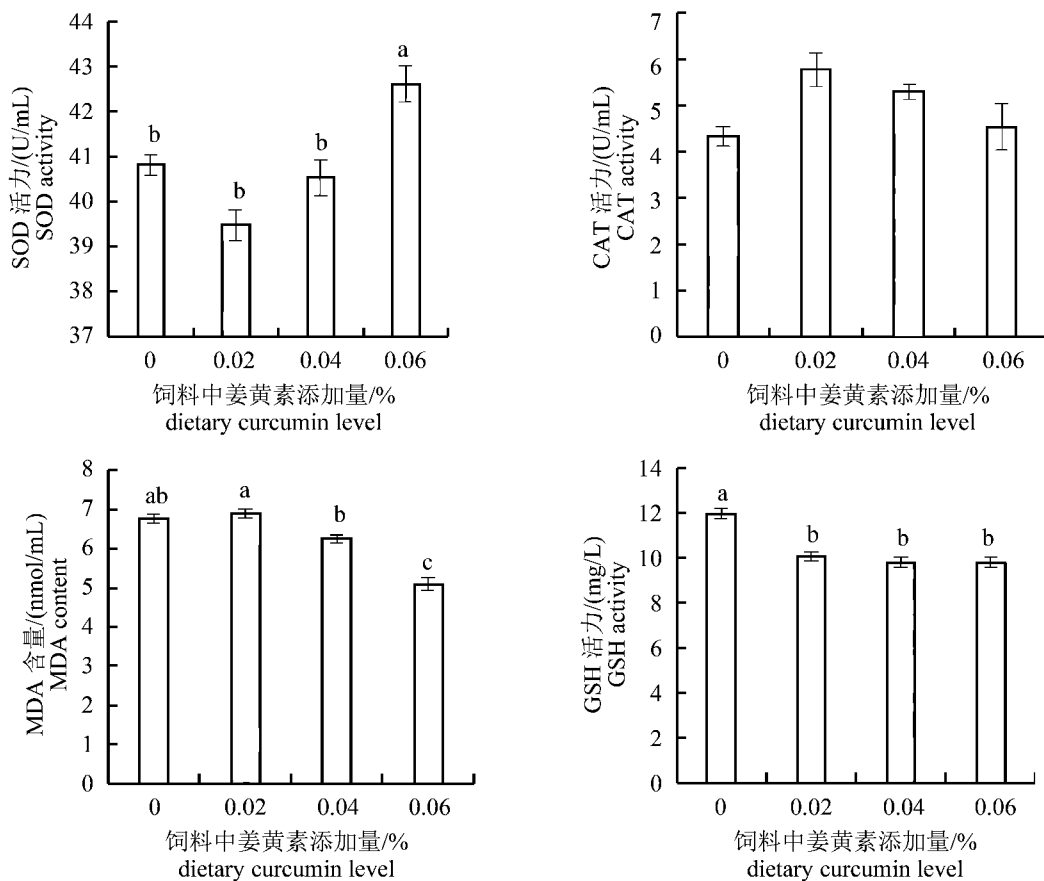 SOD 活力/(U/mL)
SOD activity
43
42
41
40
39
38
37
b
b
b
a
0 0.02 0.04 0.06
饲料中姜黄素添加量/%
dietary curcumin level
CAT 活力/(U/mL)
CAT activity
7
6
5
4
3
2
1
0
0 0.02 0.04 0.06
饲料中姜黄素添加量/%
dietary curcumin level
MDA 含量/(nmol/mL)
MDA content
8
7
6
5
4
3
2
1
0
ab
a
b
c
0 0.02 0.04 0.06
饲料中姜黄素添加量/%
dietary curcumin level
GSH 活力/(mg/L)
GSH activity
14
12
10
8
6
4
2
0
a
b
b
b
0 0.02 0.04 0.06
饲料中姜黄素添加量/%
dietary curcumin level